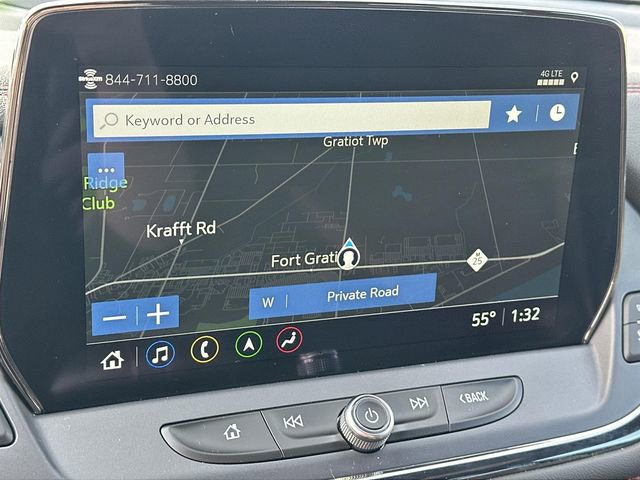 SiriusXM 844-711-8800
4G LTE
Keyword or Address
Gratiot Twp
Ridge
Club
Krafft Rd
Fort Grati
M
25
W Private Road
55° 1:32
BACK